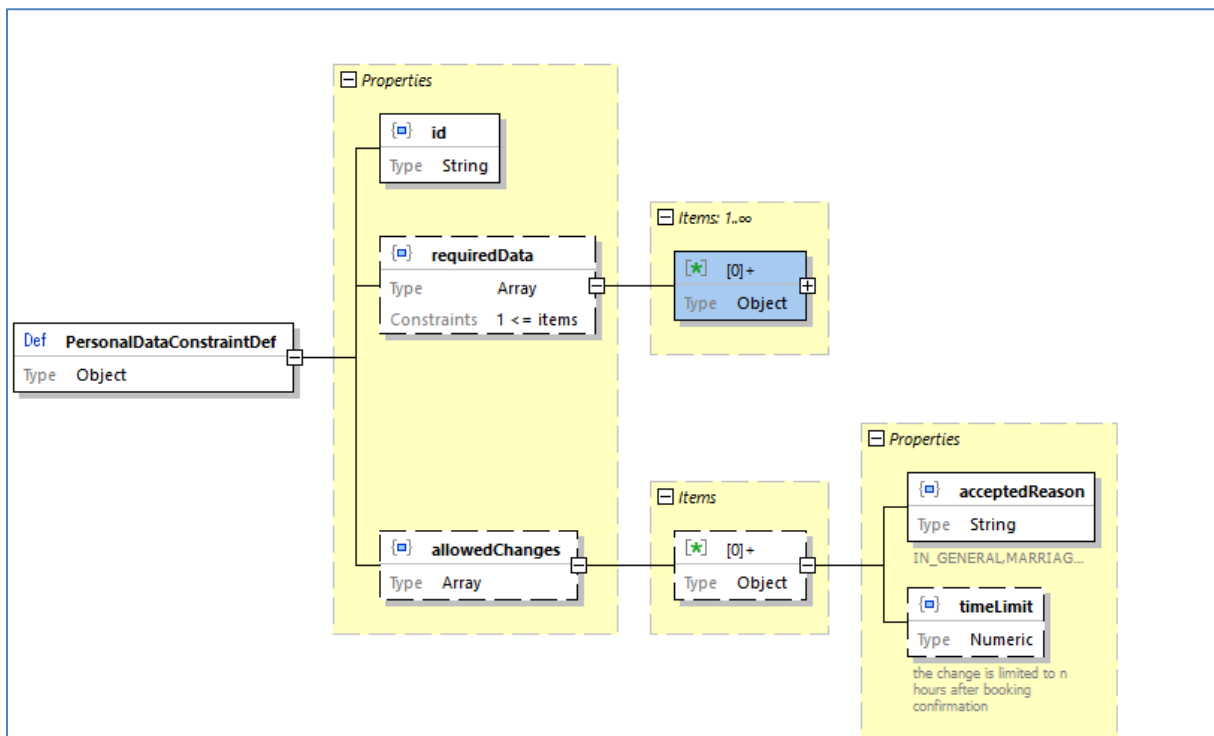 Properties
id
Type String
Items: 1..∞
requiredData
[0]+
Type Array
Type Object
Constraints 1 <= items
Def PersonalDataConstraintDef
Type Object
Properties
Items
acceptedReason
Type String
allowedChanges
[0]+
IN_GENERAL,MARRIAG...
Type Array
Type Object
timeLimit
Type Numeric
the change is limited to n
hours after booking
confirmation